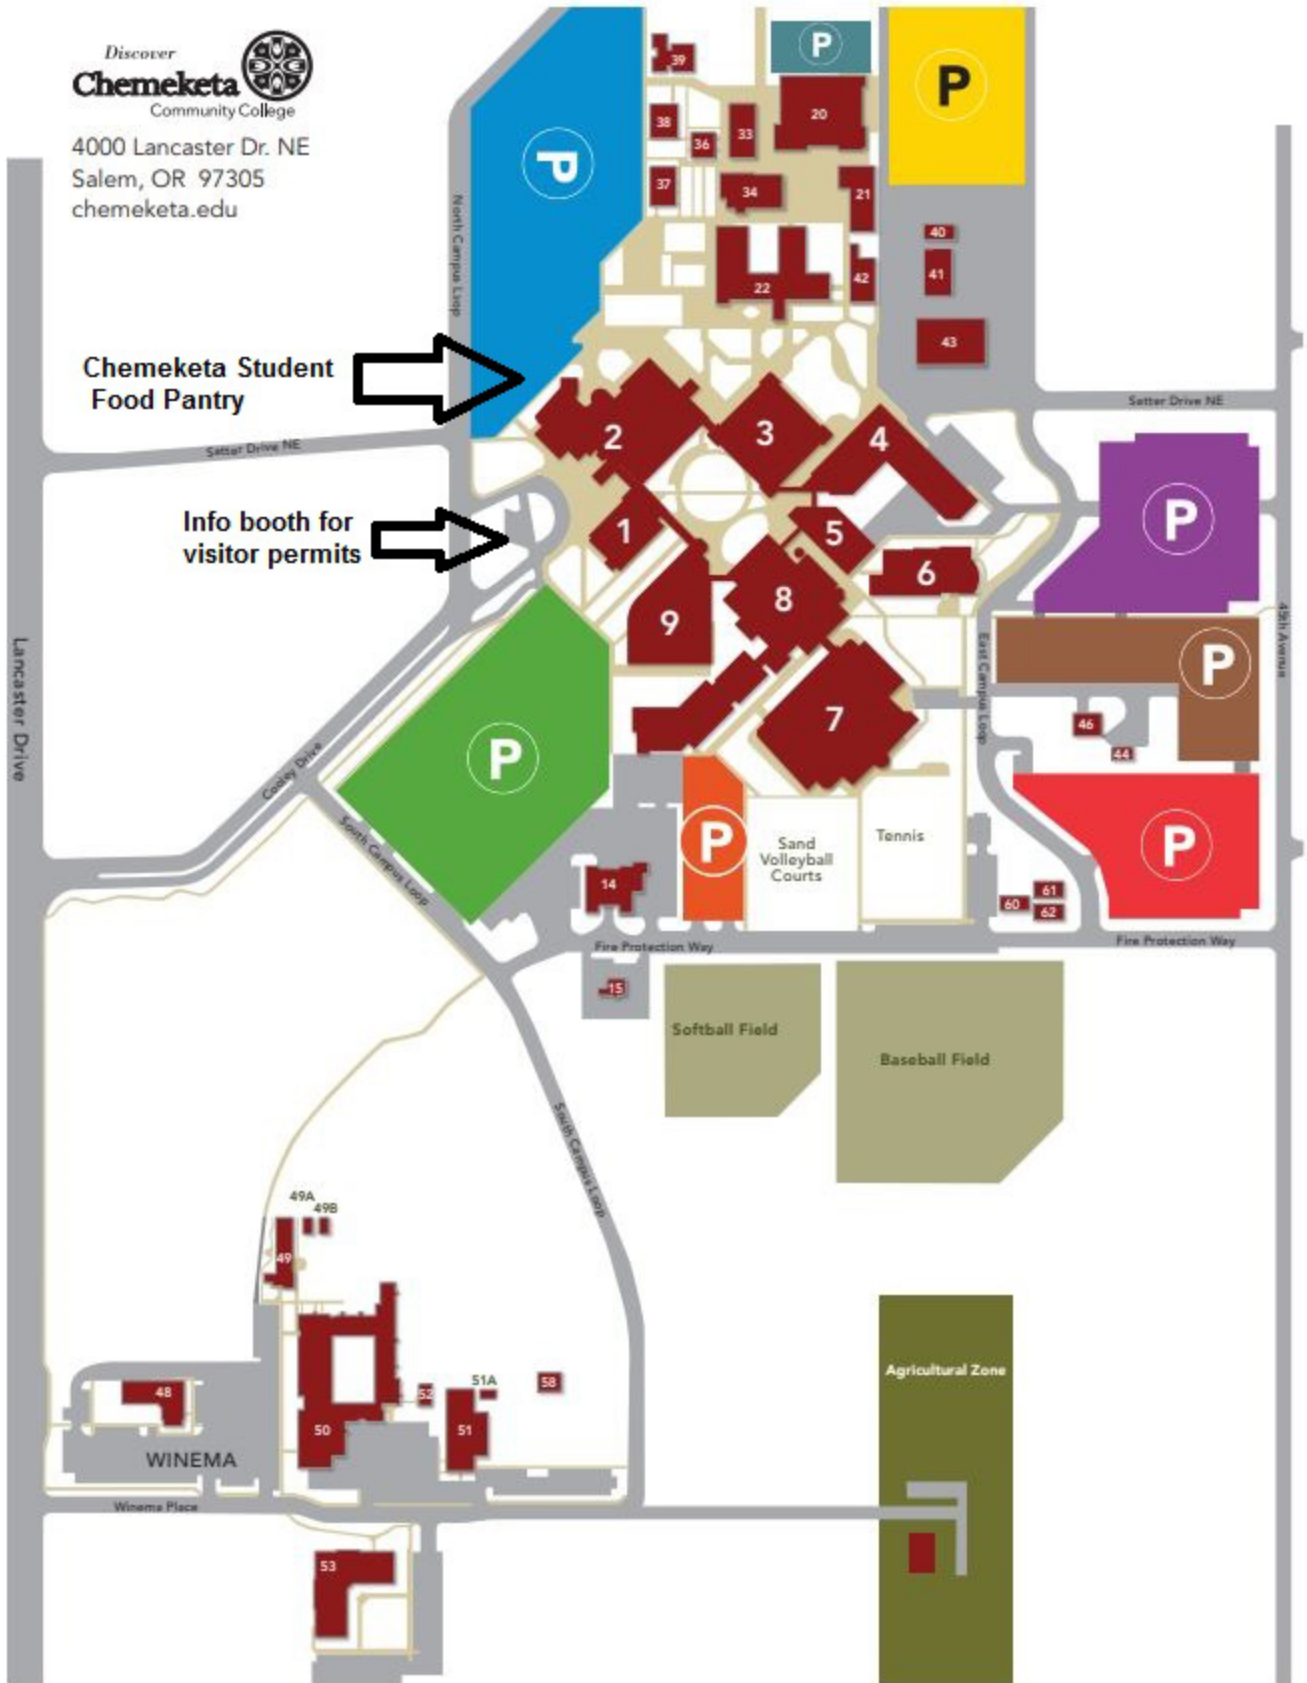 Discover
Chemeketa
Community College
4000 Lancaster Dr. NE
Salem, OR 97305
chemeketa.edu
P
P
P
39
38
36
33
20
37
34
21
22
42
40
41
43
North Campus Loop
Chemeketa Student
Food Pantry
Satter Drive NE
Satter Drive NE
2
3
4
P
Info booth for
visitor permits
1
5
6
8
9
7
45th Avenue
East Campus Loop
P
46
44
Lancaster Drive
P
Cooley Drive
South Campus Loop
P
Sand
Volleyball
Courts
Tennis
P
14
61
60
62
Fire Protection Way
Fire Protection Way
15
Softball Field
Baseball Field
South Campus Loop
49A
49B
49
Agricultural Zone
48
52
51A
58
50
51
WINEMA
Winema Place
53